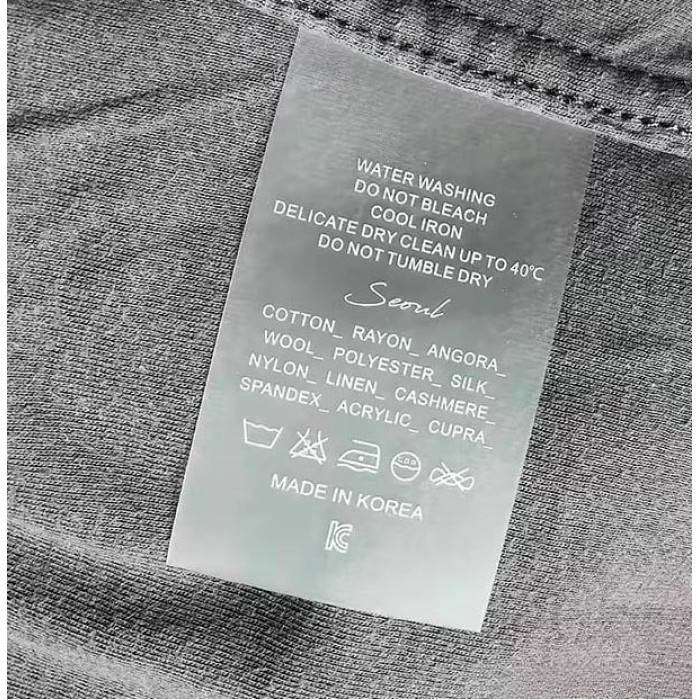 WATER WASHING
DO NOT BLEACH
COOL IRON
DELICATE DRY CLEAN UP TO 40℃
DO NOT TUMBLE DRY
Seoul
COTTON_ RAYON_ ANGORA_
WOOL_ POLYESTER_ SILK_
NYLON_ LINEN_ CASHMERE_
SPANDEX_ ACRYLIC_ CUPRA_
MADE IN KOREA
KC